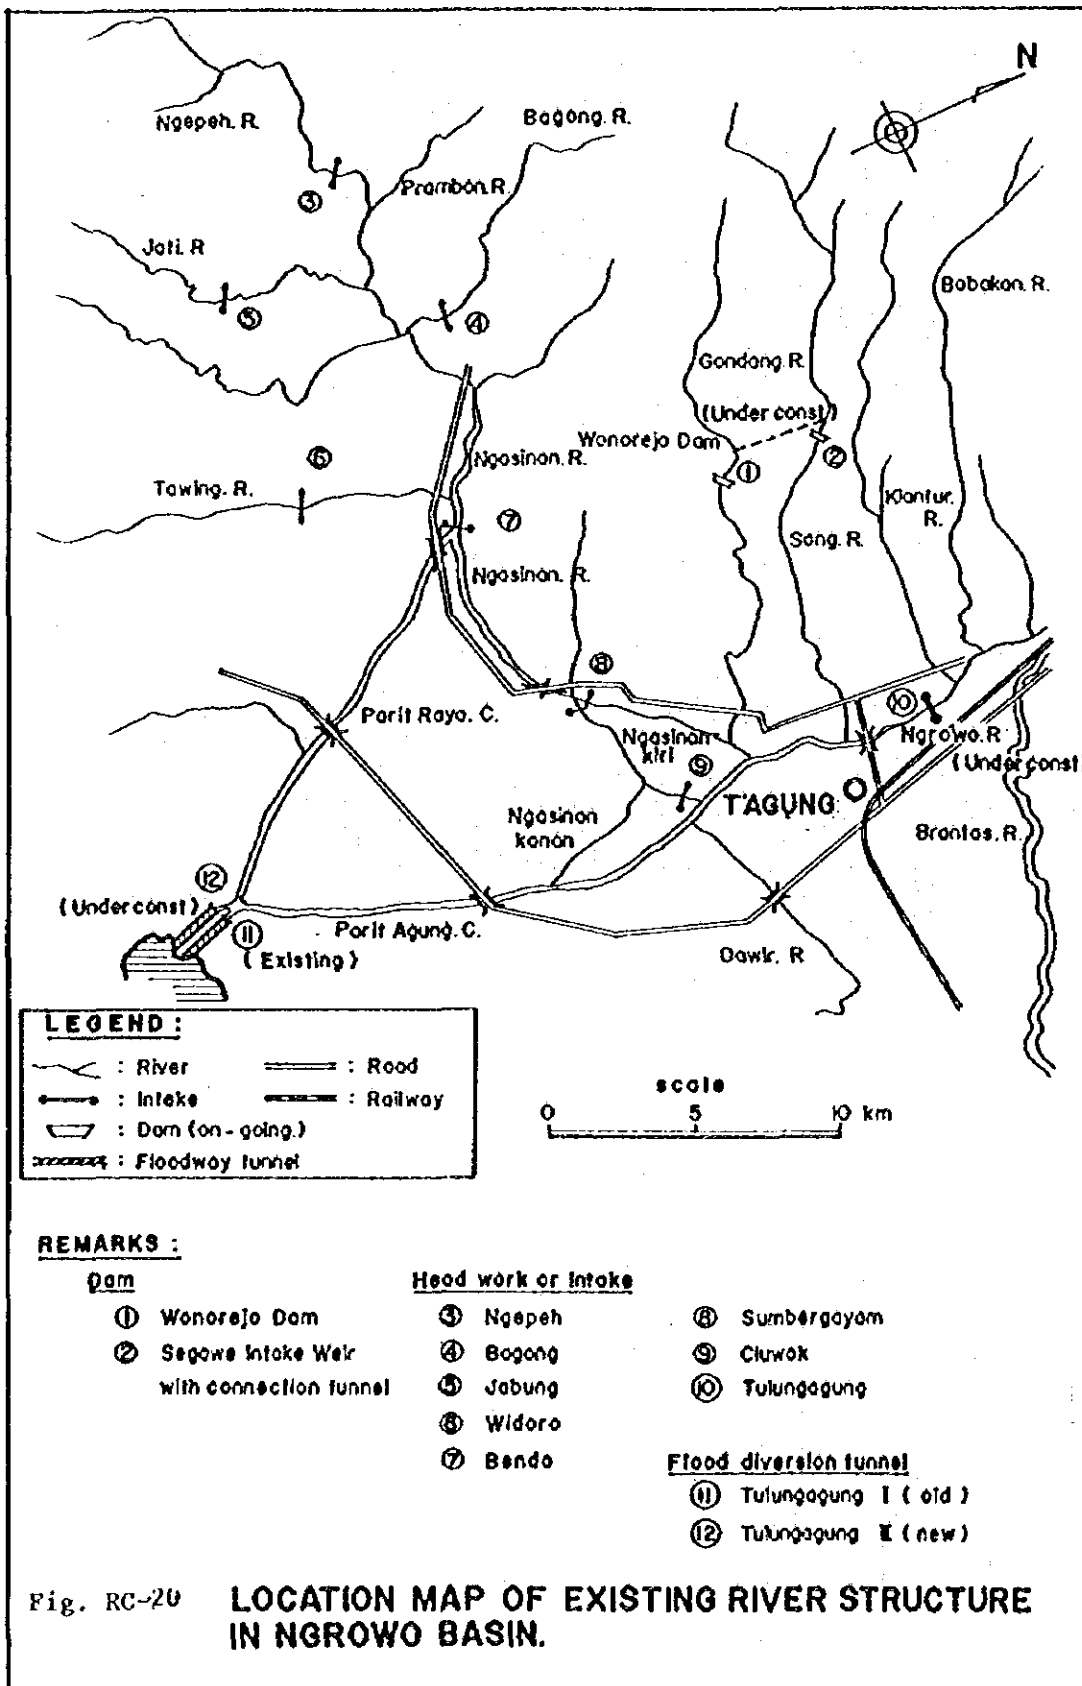 N
Ngepeh. R.
Bagong. R.
Prambon. R.
③
Jati. R
⑤
④
Babakan. R.
Gondang. R.
(Under const)
Wonorejo Dam
①
②
⑥
Tawing. R.
Ngasinan. R.
⑦
Klantur. R.
Song. R.
Ngasinan. R.
⑧
Parit Raya. C.
Ngasinan kiri
⑨
⑩
Ngrowo. R
(Under const)
T'AGUNG
Ngasinan kanan
Brantas. R.
⑫
(Under const)
Parit Agung. C.
⑪
(Existing)
Dawir. R
LEGEND :
: River
: Road
: Intake
: Railway
: Dam (on-going.)
: Floodway tunnel
scale
0 5 10 km
REMARKS :
Dam
① Wonorejo Dam
② Segawe Intake Weir
with connection tunnel
Head work or Intake
③ Ngepeh
④ Bagong
⑤ Jabung
⑥ Widoro
⑦ Bendo
⑧ Sumbergayam
⑨ Cluwok
⑩ Tulungagung
Flood diversion tunnel
⑪ Tulungagung I (old)
⑫ Tulungagung II (new)
Fig. RC-20 LOCATION MAP OF EXISTING RIVER STRUCTURE
IN NGROWO BASIN.